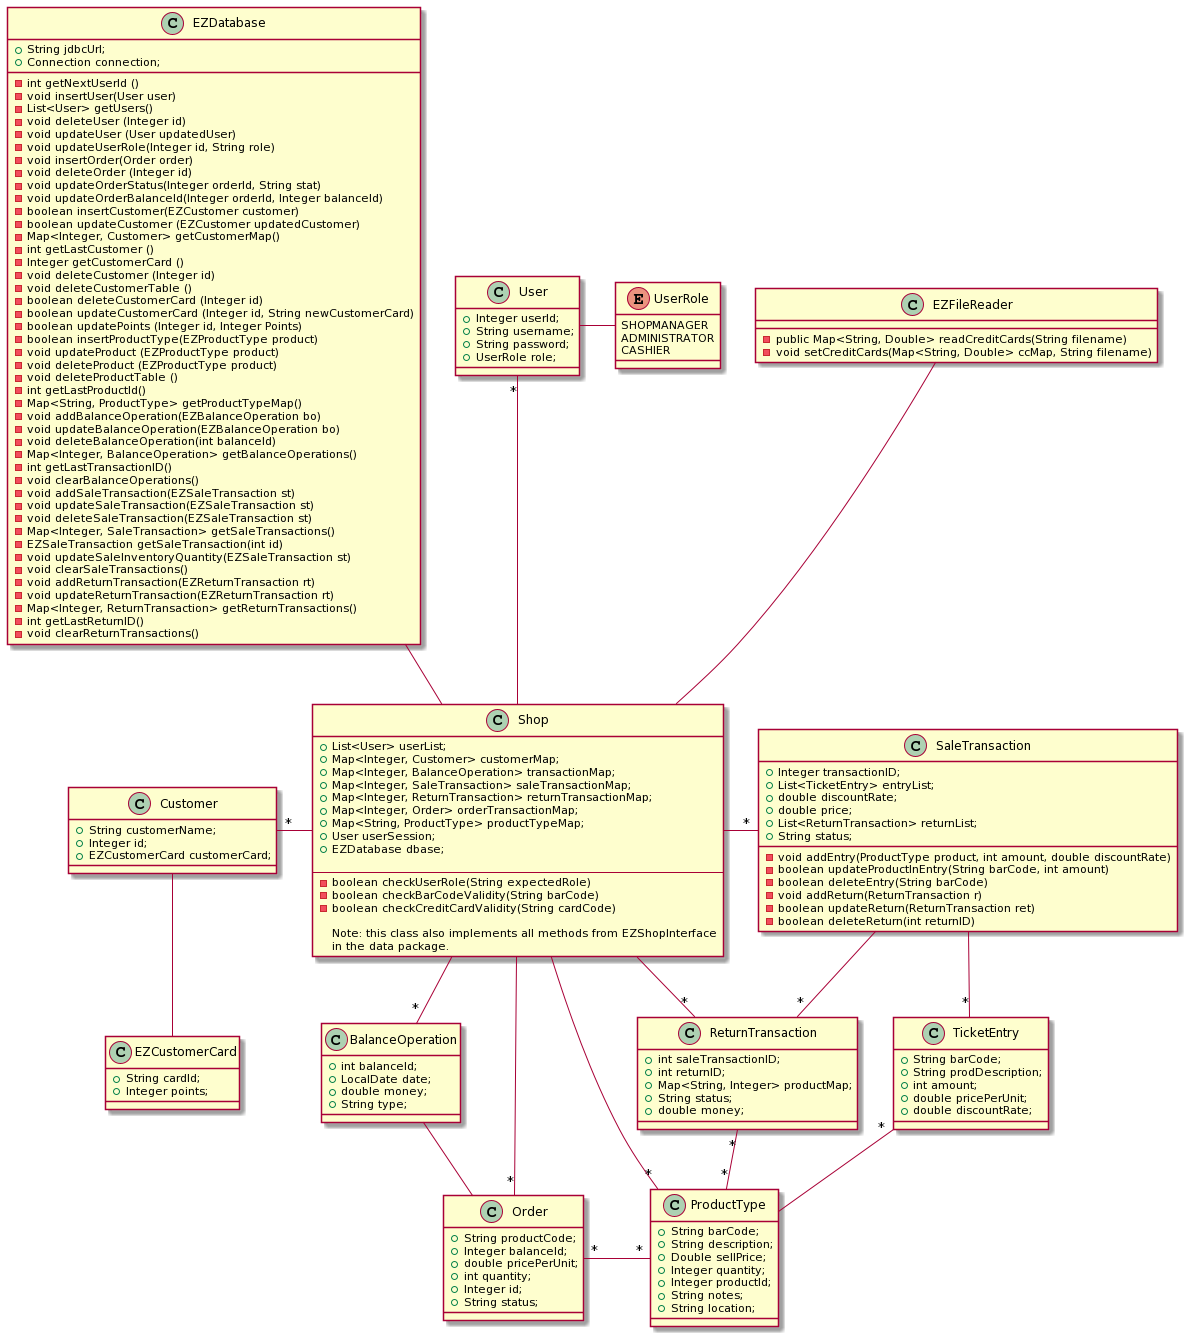 C EZDatabase
String jdbcUrl;
Connection connection;
int getNextUserId ()
void insertUser(User user)
List<User> getUsers()
void deleteUser (Integer id)
void updateUser (User updatedUser)
void updateUserRole(Integer id, String role)
void insertOrder(Order order)
void deleteOrder (Integer id)
void updateOrderStatus(Integer orderId, String stat)
void updateOrderBalanceId(Integer orderId, Integer balanceId)
boolean insertCustomer(EZCustomer customer)
boolean updateCustomer (EZCustomer updatedCustomer)
Map<Integer, Customer> getCustomerMap()
int getLastCustomer ()
Integer getCustomerCard ()
void deleteCustomer (Integer id)
void deleteCustomerTable ()
boolean deleteCustomerCard (Integer id)
boolean updateCustomerCard (Integer id, String newCustomerCard)
boolean updatePoints (Integer id, Integer Points)
boolean insertProductType(EZProductType product)
void updateProduct (EZProductType product)
void deleteProduct (EZProductType product)
void deleteProductTable ()
int getLastProductId()
Map<String, ProductType> getProductTypeMap()
void addBalanceOperation(EZBalanceOperation bo)
void updateBalanceOperation(EZBalanceOperation bo)
void deleteBalanceOperation(int balanceId)
Map<Integer, BalanceOperation> getBalanceOperations()
int getLastTransactionID()
void clearBalanceOperations()
void addSaleTransaction(EZSaleTransaction st)
void updateSaleTransaction(EZSaleTransaction st)
void deleteSaleTransaction(EZSaleTransaction st)
Map<Integer, SaleTransaction> getSaleTransactions()
EZSaleTransaction getSaleTransaction(int id)
void updateSaleInventoryQuantity(EZSaleTransaction st)
void clearSaleTransactions()
void addReturnTransaction(EZReturnTransaction rt)
void updateReturnTransaction(EZReturnTransaction rt)
Map<Integer, ReturnTransaction> getReturnTransactions()
int getLastReturnID()
void clearReturnTransactions()
C User
Integer userId;
String username;
String password;
UserRole role;
*
E UserRole
SHOPMANAGER
ADMINISTRATOR
CASHIER
C EZFileReader
public Map<String, Double> readCreditCards(String filename)
void setCreditCards(Map<String, Double> ccMap, String filename)
C Shop
List<User> userList;
Map<Integer, Customer> customerMap;
Map<Integer, BalanceOperation> transactionMap;
Map<Integer, SaleTransaction> saleTransactionMap;
Map<Integer, ReturnTransaction> returnTransactionMap;
Map<Integer, Order> orderTransactionMap;
Map<String, ProductType> productTypeMap;
User userSession;
EZDatabase dbase;
boolean checkUserRole(String expectedRole)
boolean checkBarCodeValidity(String barCode)
boolean checkCreditCardValidity(String cardCode)
Note: this class also implements all methods from EZShopInterface
in the data package.
C SaleTransaction
Integer transactionID;
List<TicketEntry> entryList;
double discountRate;
double price;
List<ReturnTransaction> returnList;
String status;
void addEntry(ProductType product, int amount, double discountRate)
boolean updateProductInEntry(String barCode, int amount)
boolean deleteEntry(String barCode)
void addReturn(ReturnTransaction r)
boolean updateReturn(ReturnTransaction ret)
boolean deleteReturn(int returnID)
*
C Customer
String customerName;
Integer id;
EZCustomerCard customerCard;
*
C EZCustomerCard
String cardId;
Integer points;
*
C BalanceOperation
int balanceId;
LocalDate date;
double money;
String type;
*
*
C ReturnTransaction
int saleTransactionID;
int returnID;
Map<String, Integer> productMap;
String status;
double money;
*
*
C TicketEntry
String barCode;
String prodDescription;
int amount;
double pricePerUnit;
double discountRate;
*
*
C Order
String productCode;
Integer balanceId;
double pricePerUnit;
int quantity;
Integer id;
String status;
*
*
*
*
*
C ProductType
String barCode;
String description;
Double sellPrice;
Integer quantity;
Integer productId;
String notes;
String location;